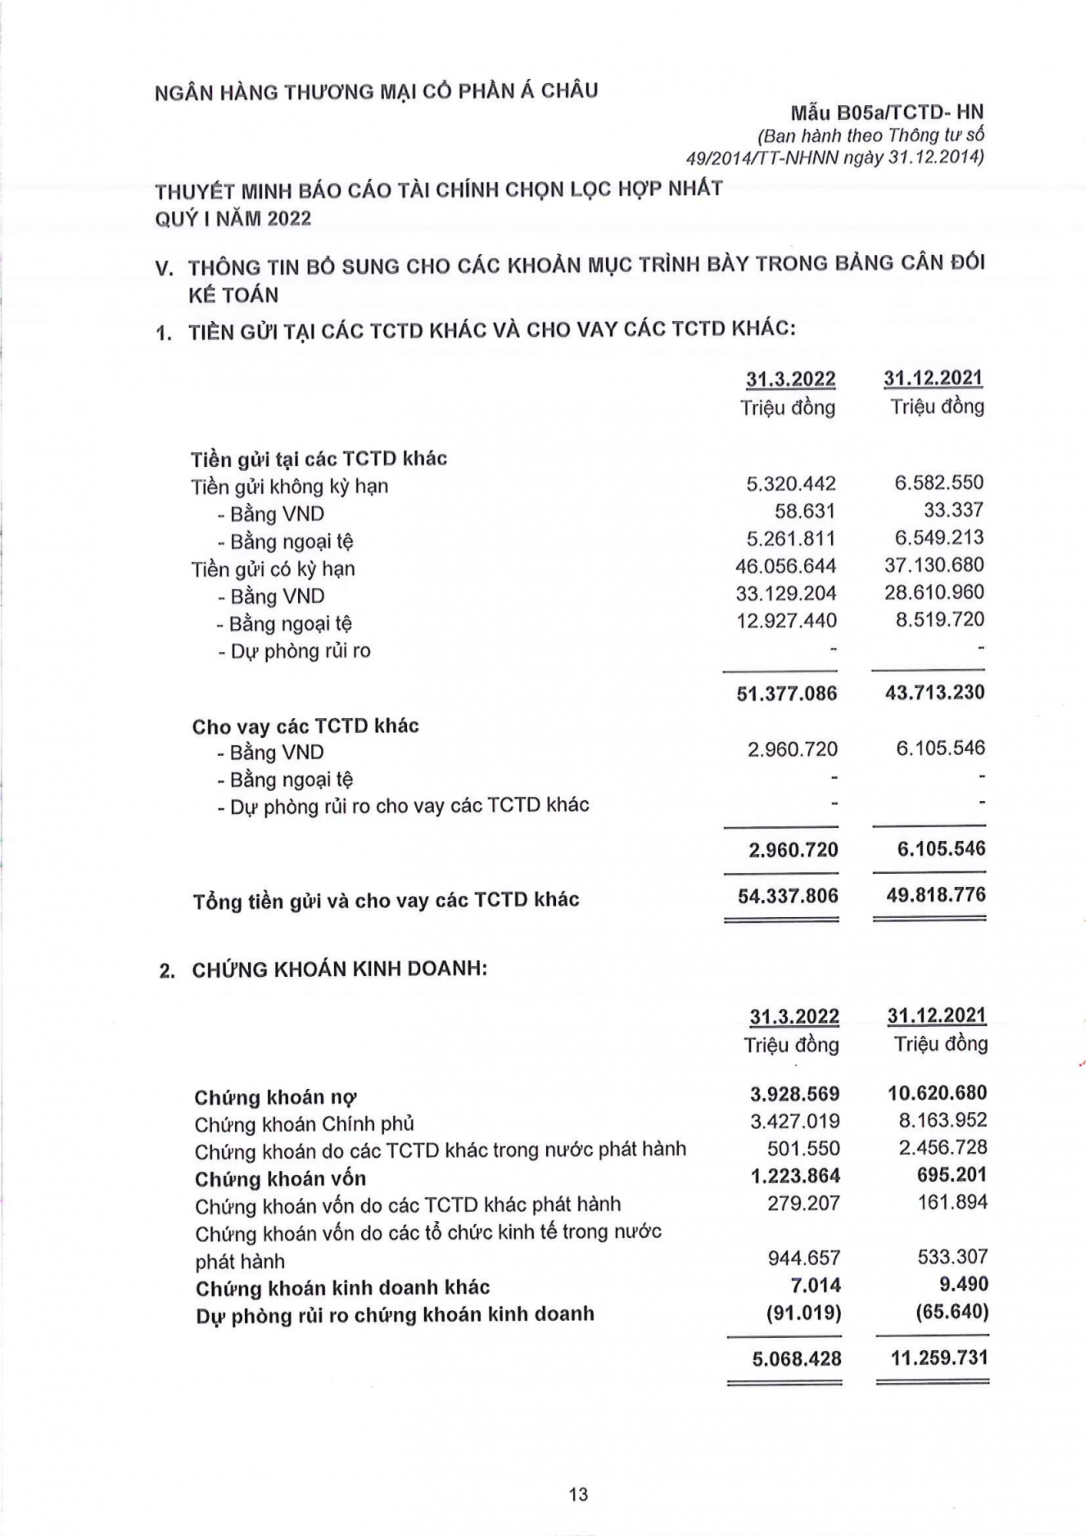 NGÂN HÀNG THƯƠNG MẠI CỔ PHẦN Á CHÂU
Mẫu B05a/TCTD- HN
(Ban hành theo Thông tư số
49/2014/TT-NHNN ngày 31.12.2014)
THUYẾT MINH BÁO CÁO TÀI CHÍNH CHỌN LỌC HỢP NHẤT
QUÝ I NĂM 2022
V. THÔNG TIN BỔ SUNG CHO CÁC KHOẢN MỤC TRÌNH BÀY TRONG BẢNG CÂN ĐỐI
KẾ TOÁN
1. TIỀN GỬI TẠI CÁC TCTD KHÁC VÀ CHO VAY CÁC TCTD KHÁC:
31.3.2022 31.12.2021
Triệu đồng Triệu đồng
Tiền gửi tại các TCTD khác
Tiền gửi không kỳ hạn 5.320.442 6.582.550
- Bằng VND 58.631 33.337
- Bằng ngoại tệ 5.261.811 6.549.213
Tiền gửi có kỳ hạn 46.056.644 37.130.680
- Bằng VND 33.129.204 28.610.960
- Bằng ngoại tệ 12.927.440 8.519.720
- Dự phòng rủi ro - -
51.377.086 43.713.230
Cho vay các TCTD khác
- Bằng VND 2.960.720 6.105.546
- Bằng ngoại tệ - -
- Dự phòng rủi ro cho vay các TCTD khác - -
2.960.720 6.105.546
Tổng tiền gửi và cho vay các TCTD khác 54.337.806 49.818.776
2. CHỨNG KHOÁN KINH DOANH:
31.3.2022 31.12.2021
Triệu đồng Triệu đồng
Chứng khoán nợ 3.928.569 10.620.680
Chứng khoán Chính phủ 3.427.019 8.163.952
Chứng khoán do các TCTD khác trong nước phát hành 501.550 2.456.728
Chứng khoán vốn 1.223.864 695.201
Chứng khoán vốn do các TCTD khác phát hành 279.207 161.894
Chứng khoán vốn do các tổ chức kinh tế trong nước
phát hành 944.657 533.307
Chứng khoán kinh doanh khác 7.014 9.490
Dự phòng rủi ro chứng khoán kinh doanh (91.019) (65.640)
5.068.428 11.259.731
13